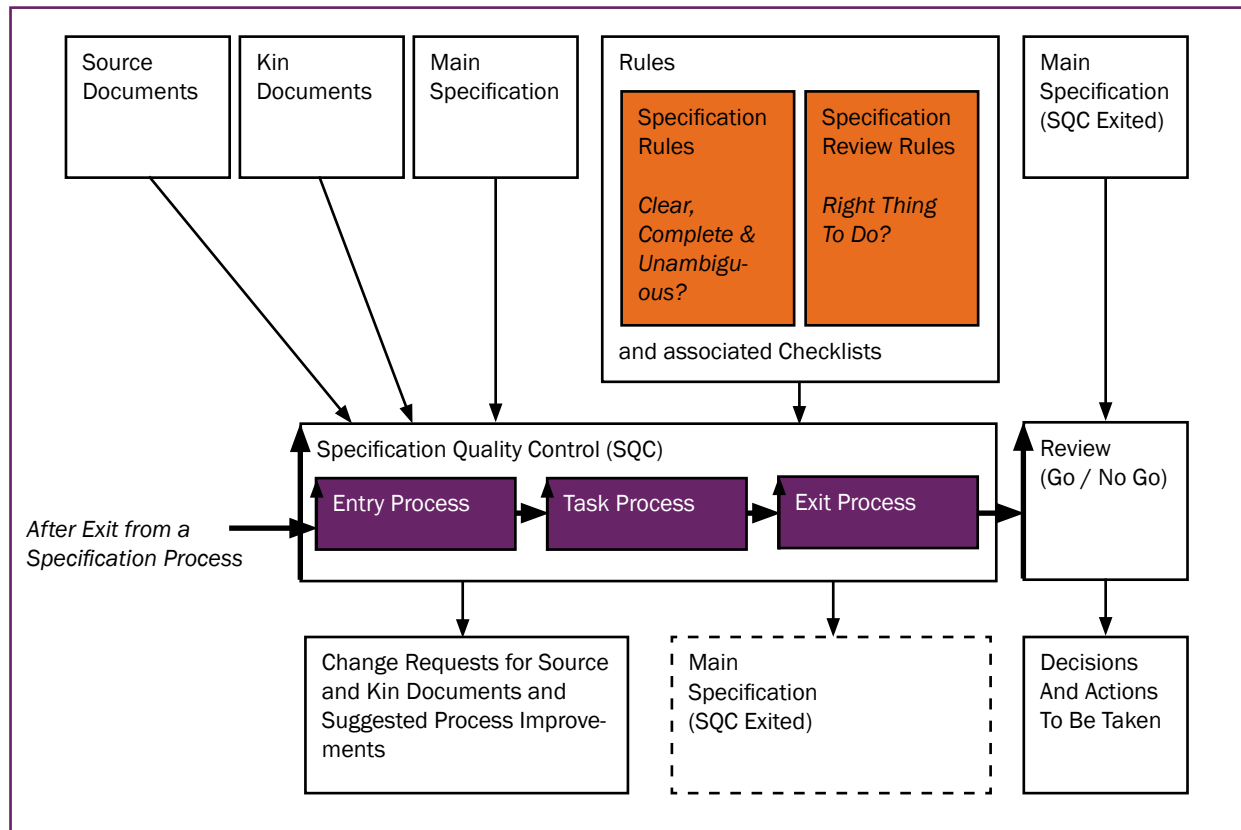 Source
Documents
Kin
Documents
Main
Specification
Rules
Specification
Rules
Clear,
Complete &
Unambigu-
ous?
Specification
Review Rules
Right Thing
To Do?
and associated Checklists
Main
Specification
(SQC Exited)
Specification Quality Control (SQC)
Entry Process
Task Process
Exit Process
Review
(Go / No Go)
After Exit from a
Specification Process
Change Requests for Source
and Kin Documents and
Suggested Process Improve-
ments
Main
Specification
(SQC Exited)
Decisions
And Actions
To Be Taken